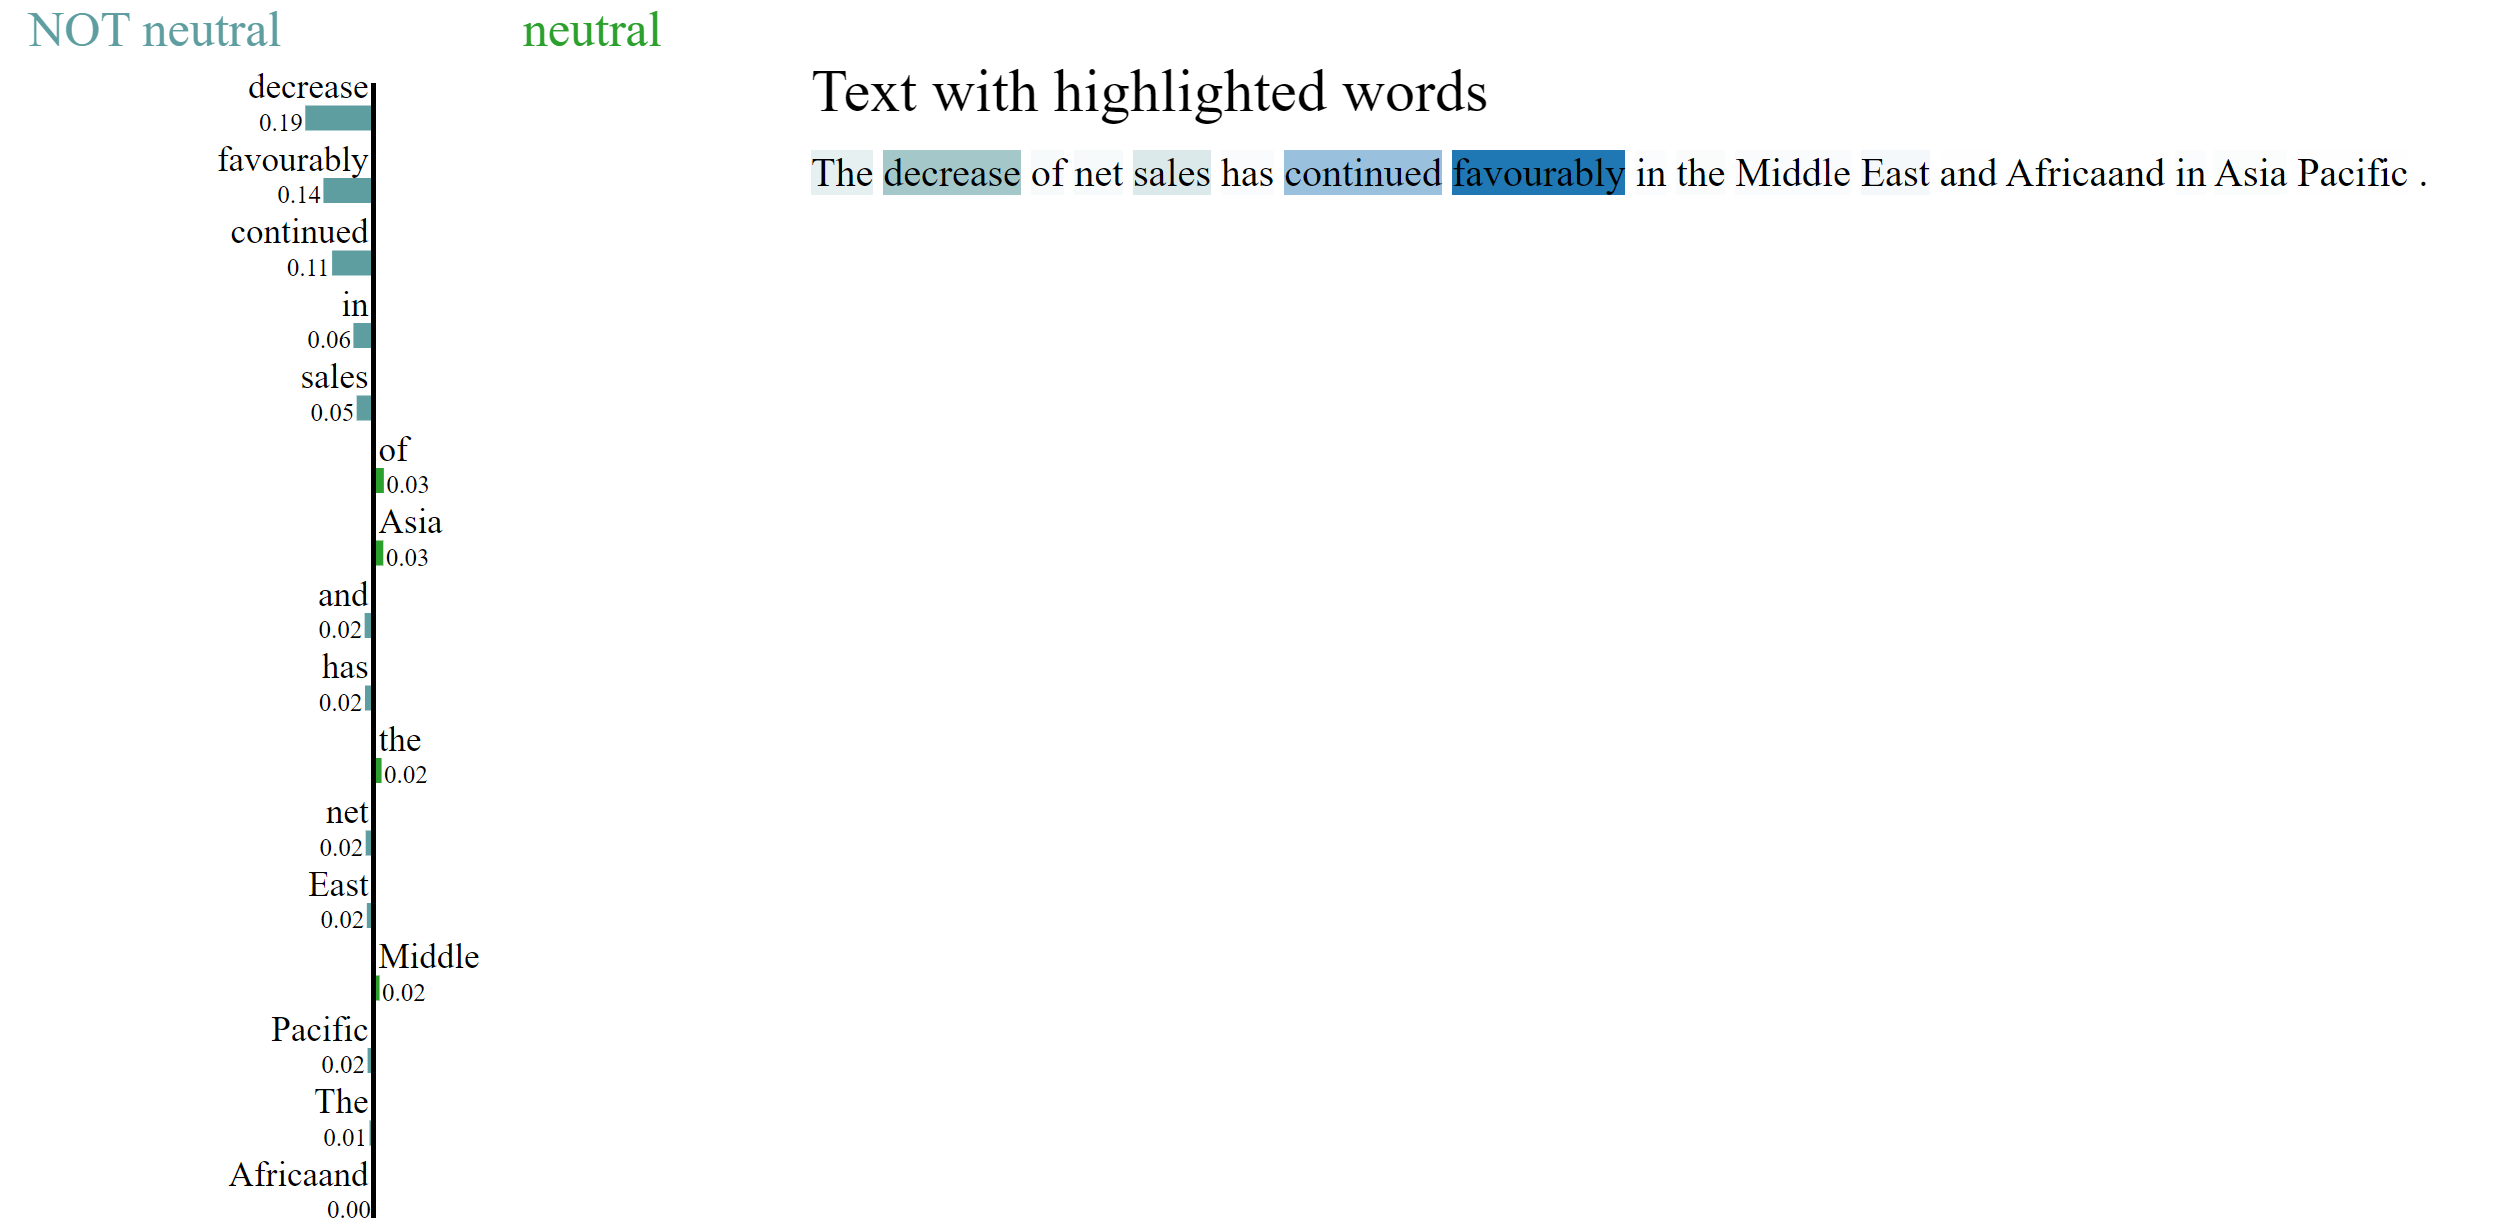 NOT neutral
neutral
decrease
0.19
favourably
0.14
continued
0.11
in
0.06
sales
0.05
of
0.03
Asia
0.03
and
0.02
has
0.02
the
0.02
net
0.02
East
0.02
Middle
0.02
Pacific
0.02
The
0.01
Africaand
0.00
Text with highlighted words
The decrease of net sales has continued favourably in the Middle East and Africaand in Asia Pacific .